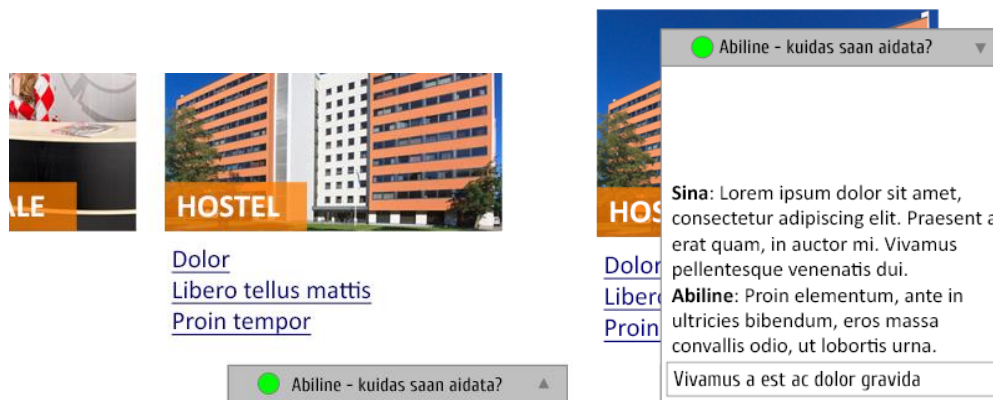 ALE
HOSTEL
Dolor
Libero tellus mattis
Proin tempor
Abiline - kuidas saan aidata?
Abiline - kuidas saan aidata?
HOS
Dolor
Liber
Proin
Sina: Lorem ipsum dolor sit amet,
consectetur adipiscing elit. Praesent a
erat quam, in auctor mi. Vivamus
pellentesque venenatis dui.
Abiline: Proin elementum, ante in
ultricies bibendum, eros massa
convallis odio, ut lobortis urna.
Vivamus a est ac dolor gravida